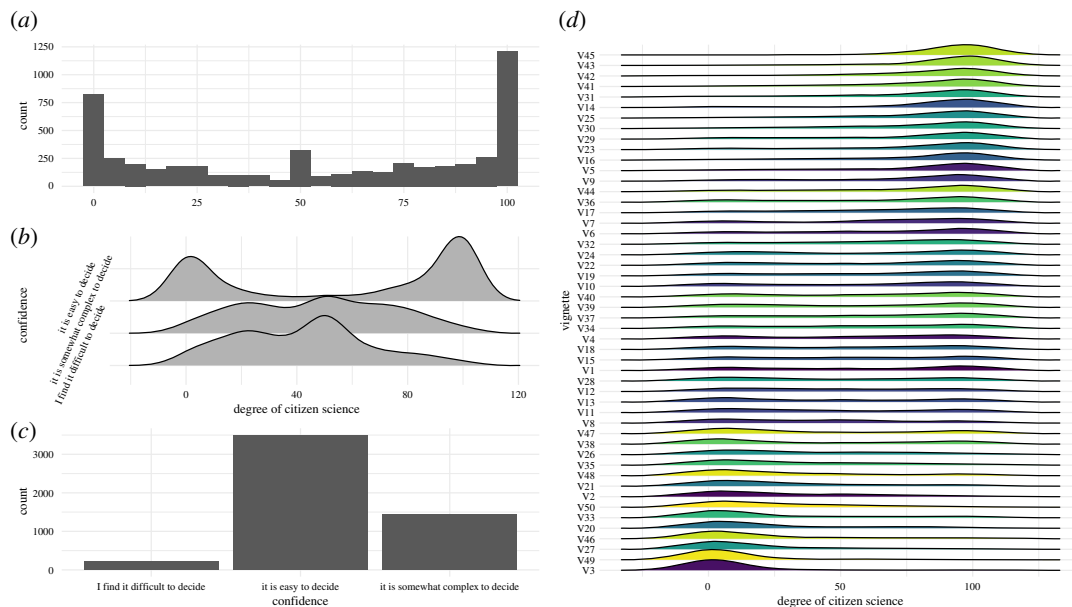 (a)
1250
1000
750
500
250
0
count
0 25 50 75 100
(b)
it is easy to decide
it is somewhat complex to decide
I find it difficult to decide
confidence
0 40 80 120
degree of citizen science
(c)
3000
2000
1000
0
count
I find it difficult to decide it is easy to decide it is somewhat complex to decide
confidence
(d)
V45
V43
V42
V41
V31
V14
V25
V30
V29
V23
V16
V5
V9
V44
V36
V17
V7
V6
V32
V24
V22
V19
V10
V40
V39
V37
V34
V4
V18
V15
V1
V28
V12
V13
V11
V8
V47
V38
V26
V35
V48
V21
V2
V50
V33
V20
V46
V27
V49
V3
vignette
0 50 100
degree of citizen science